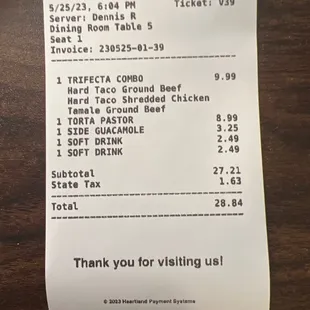 5/25/23, 6:04 PM Ticket: V39
Server: Dennis R
Dining Room Table 5
Seat 1
Invoice: 230525-01-39
1 TRIFECTA COMBO 9.99
Hard Taco Ground Beef
Hard Taco Shredded Chicken
Tamale Ground Beef
1 TORTA PASTOR 8.99
1 SIDE GUACAMOLE 3.25
1 SOFT DRINK 2.49
1 SOFT DRINK 2.49
Subtotal 27.21
State Tax 1.63
Total 28.84
Thank you for visiting us!
© 2023 Heartland Payment Systems